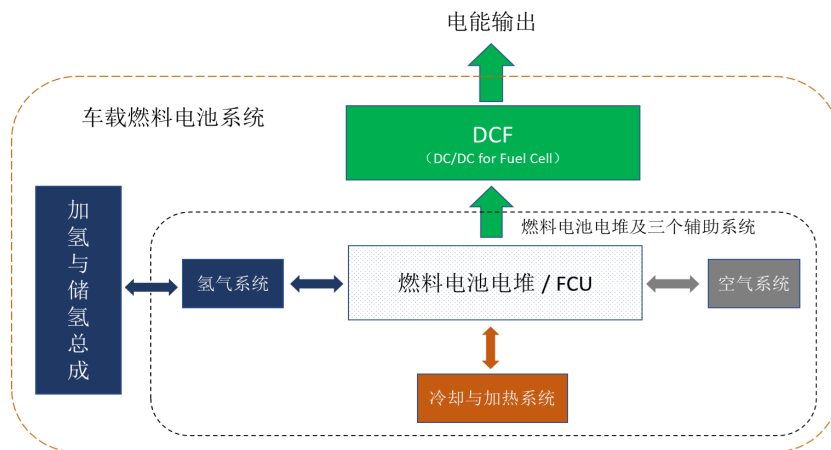 电能输出
车载燃料电池系统
DCF
（DC/DC for Fuel Cell）
加氢与储氢总成
燃料电池电堆及三个辅助系统
氢气系统
燃料电池电堆 / FCU
空气系统
冷却与加热系统